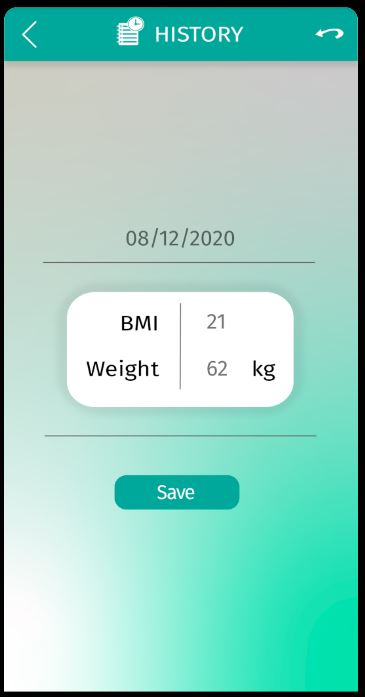 HISTORY
08/12/2020
BMI 21
Weight 62 kg
Save